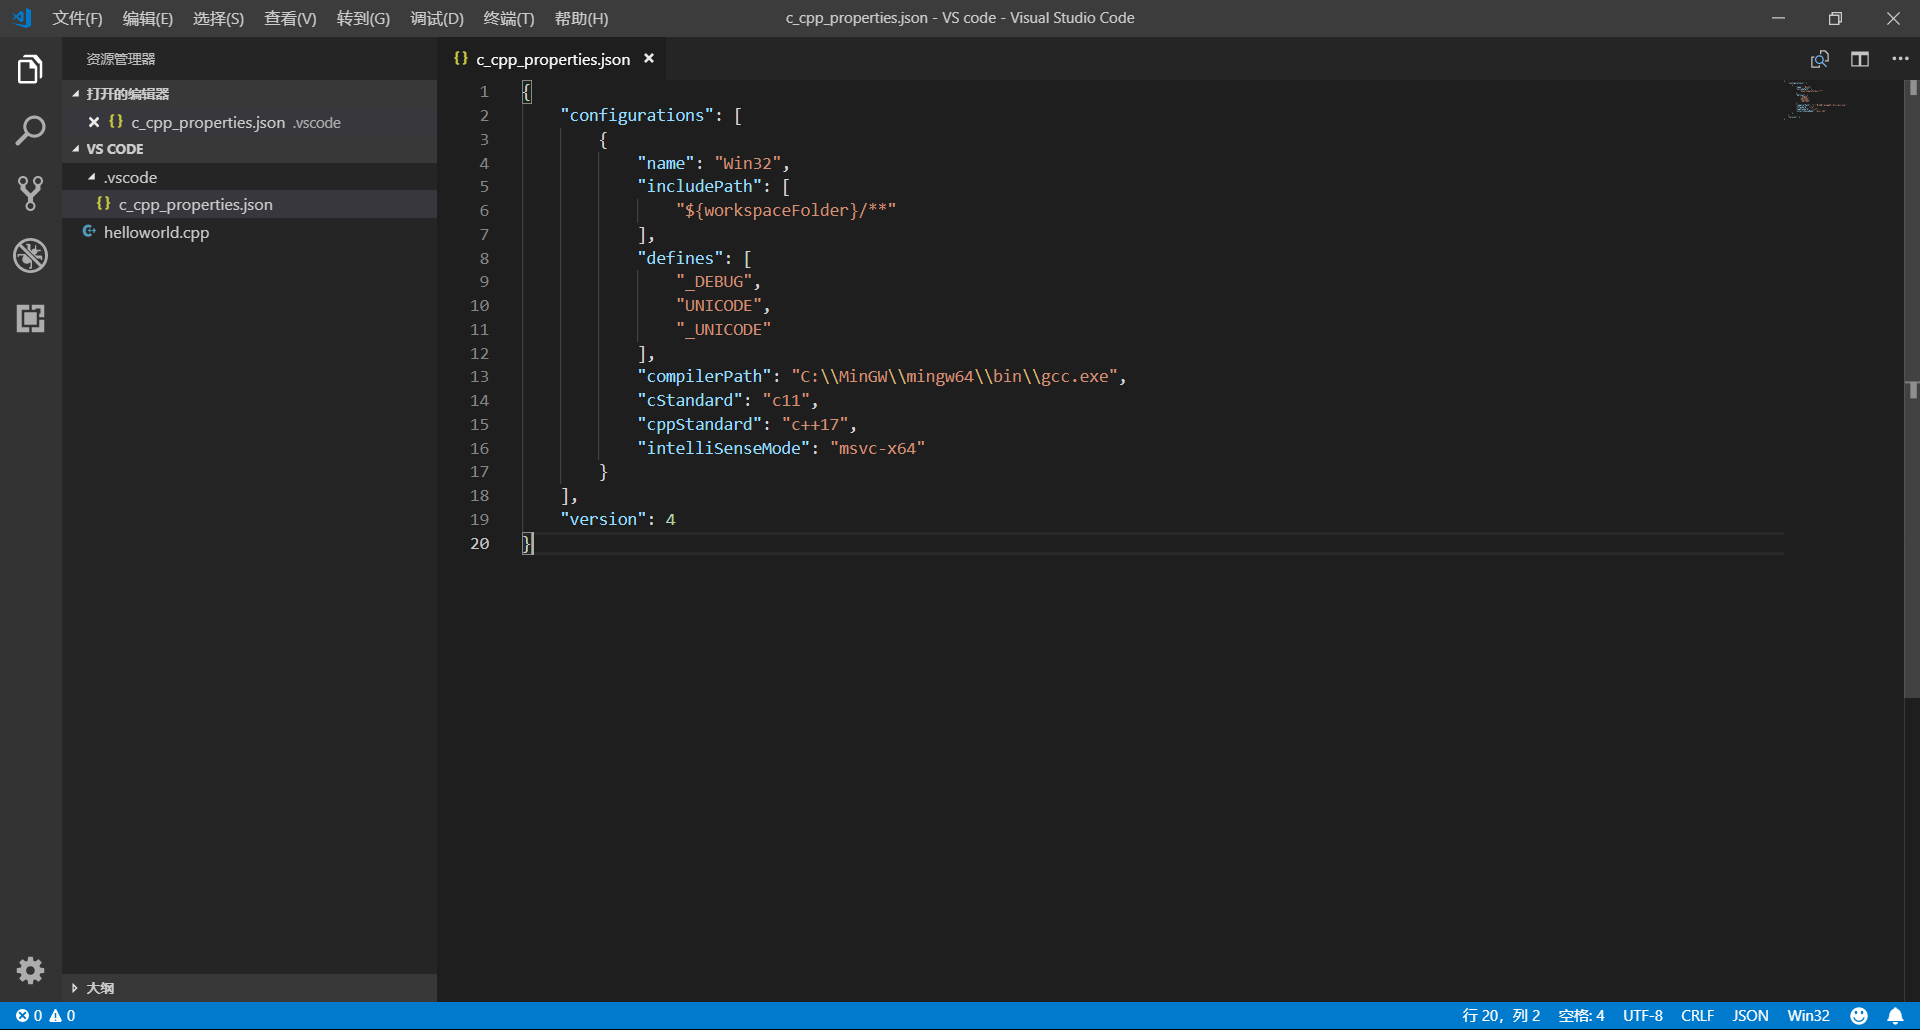 文件(F) 编辑(E) 选择(S) 查看(V) 转到(G) 调试(D) 终端(T) 帮助(H) c_cpp_properties.json - VS code - Visual Studio Code
资源管理器
打开的编辑器
c_cpp_properties.json .vscode
VS CODE
.vscode
{} c_cpp_properties.json
helloworld.cpp
大纲
{} c_cpp_properties.json
1 {
2 "configurations": [
3 {
4 "name": "Win32",
5 "includePath": [
6 "${workspaceFolder}/**"
7 ],
8 "defines": [
9 "_DEBUG",
10 "UNICODE",
11 "_UNICODE"
12 ],
13 "compilerPath": "C:\\MinGW\\mingw64\\bin\\gcc.exe",
14 "cStandard": "c11",
15 "cppStandard": "c++17",
16 "intelliSenseMode": "msvc-x64"
17 }
18 ],
19 "version": 4
20 }
0 0 行 20，列 2 空格: 4 UTF-8 CRLF JSON Win32